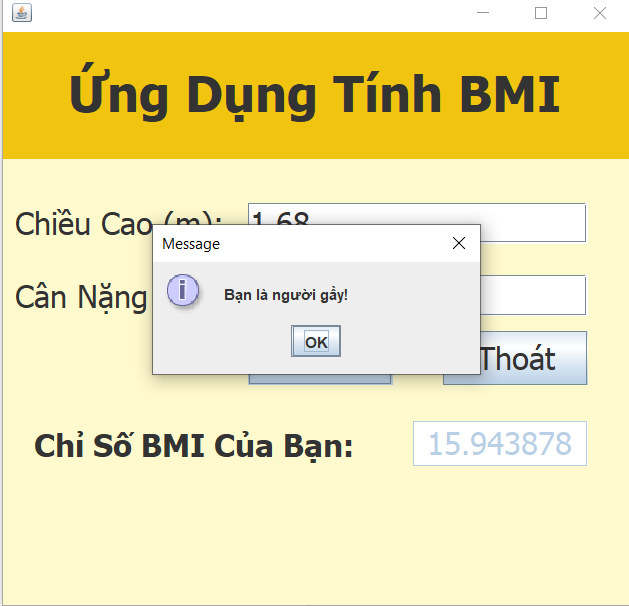 Ứng Dụng Tính BMI
Chiều Cao (m):
1.68
Message
Bạn là người gầy!
OK
Cân Nặng
Thoát
Chỉ Số BMI Của Bạn:
15.943878